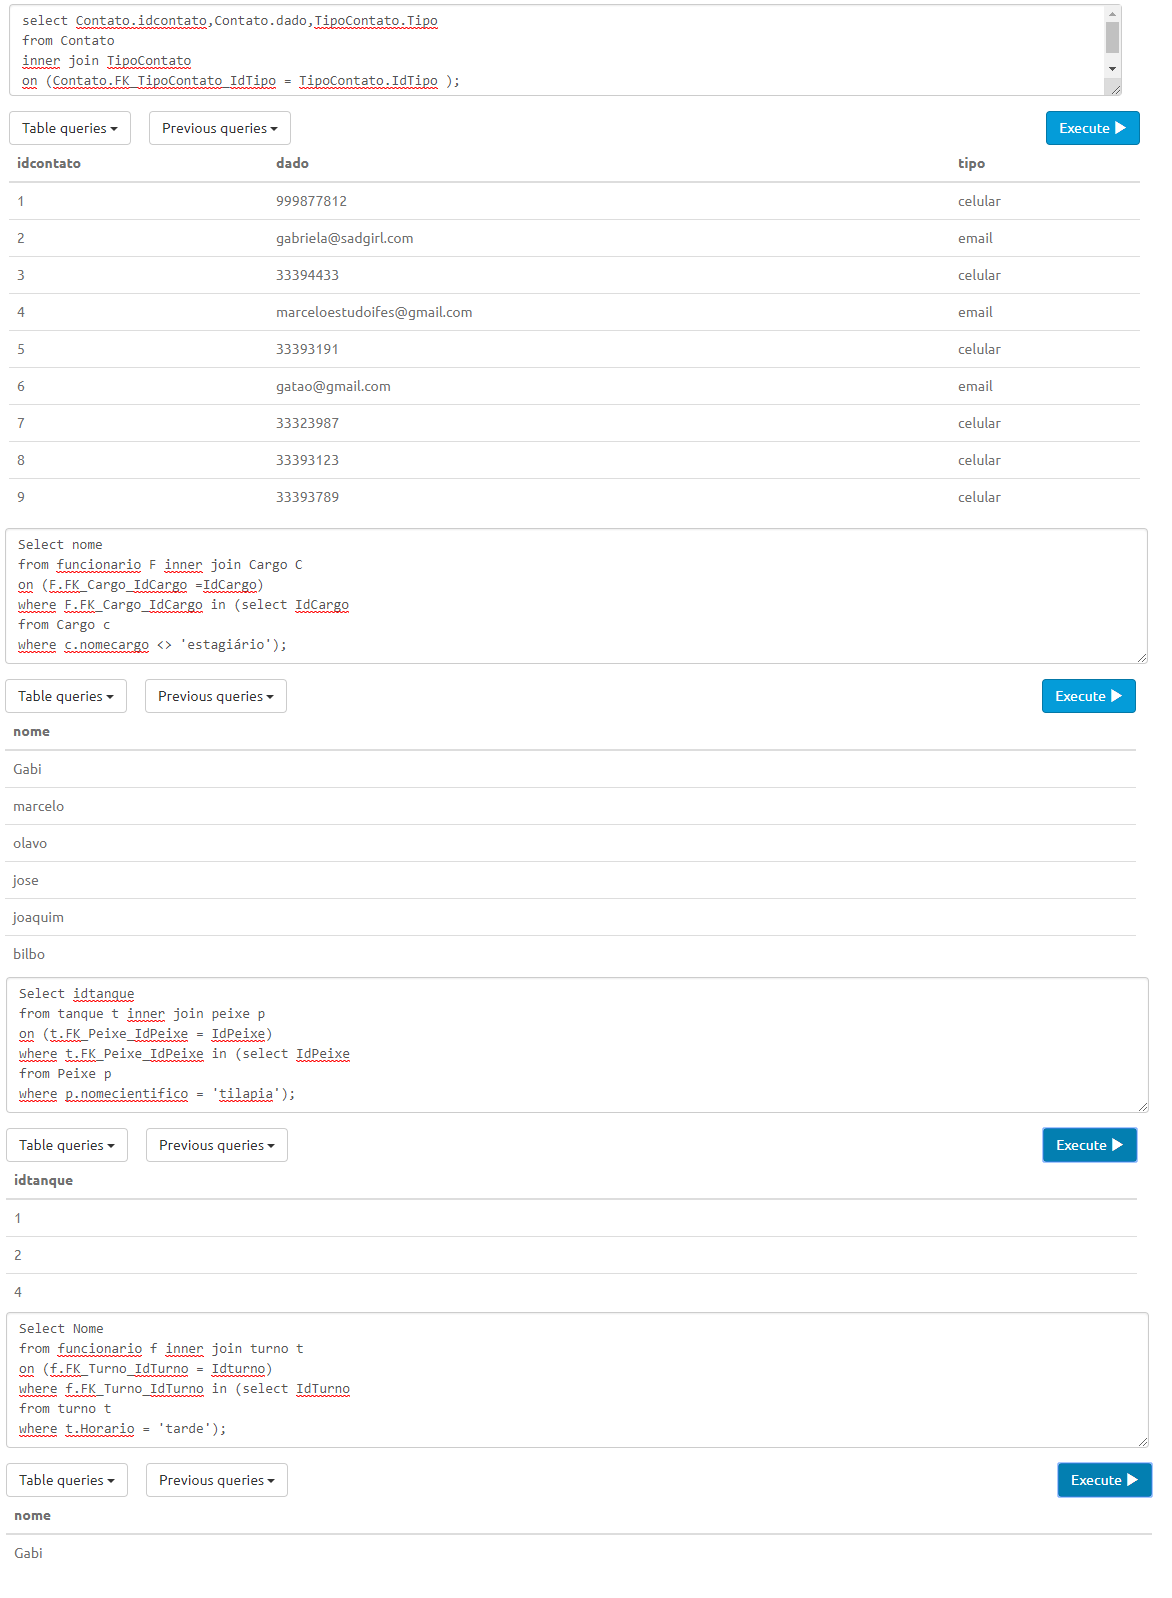 select Contato.idcontato,Contato.dado,TipoContato.Tipo
from Contato
inner join TipoContato
on (Contato.FK_TipoContato_IdTipo = TipoContato.IdTipo );
Table queries Previous queries Execute
idcontato dado tipo
1 999877812 celular
2 gabriela@sadgirl.com email
3 33394433 celular
4 marceloestudoifes@gmail.com email
5 33393191 celular
6 gatao@gmail.com email
7 33323987 celular
8 33393123 celular
9 33393789 celular
Select nome
from funcionario F inner join Cargo C
on (F.FK_Cargo_IdCargo =IdCargo)
where F.FK_Cargo_IdCargo in (select IdCargo
from Cargo c
where c.nomecargo <> 'estagiário');
Table queries Previous queries Execute
nome
Gabi
marcelo
olavo
jose
joaquim
bilbo
Select idtanque
from tanque t inner join peixe p
on (t.FK_Peixe_IdPeixe = IdPeixe)
where t.FK_Peixe_IdPeixe in (select IdPeixe
from Peixe p
where p.nomecientifico = 'tilapia');
Table queries Previous queries Execute
idtanque
1
2
4
Select Nome
from funcionario f inner join turno t
on (f.FK_Turno_IdTurno = Idturno)
where f.FK_Turno_IdTurno in (select IdTurno
from turno t
where t.Horario = 'tarde');
Table queries Previous queries Execute
nome
Gabi